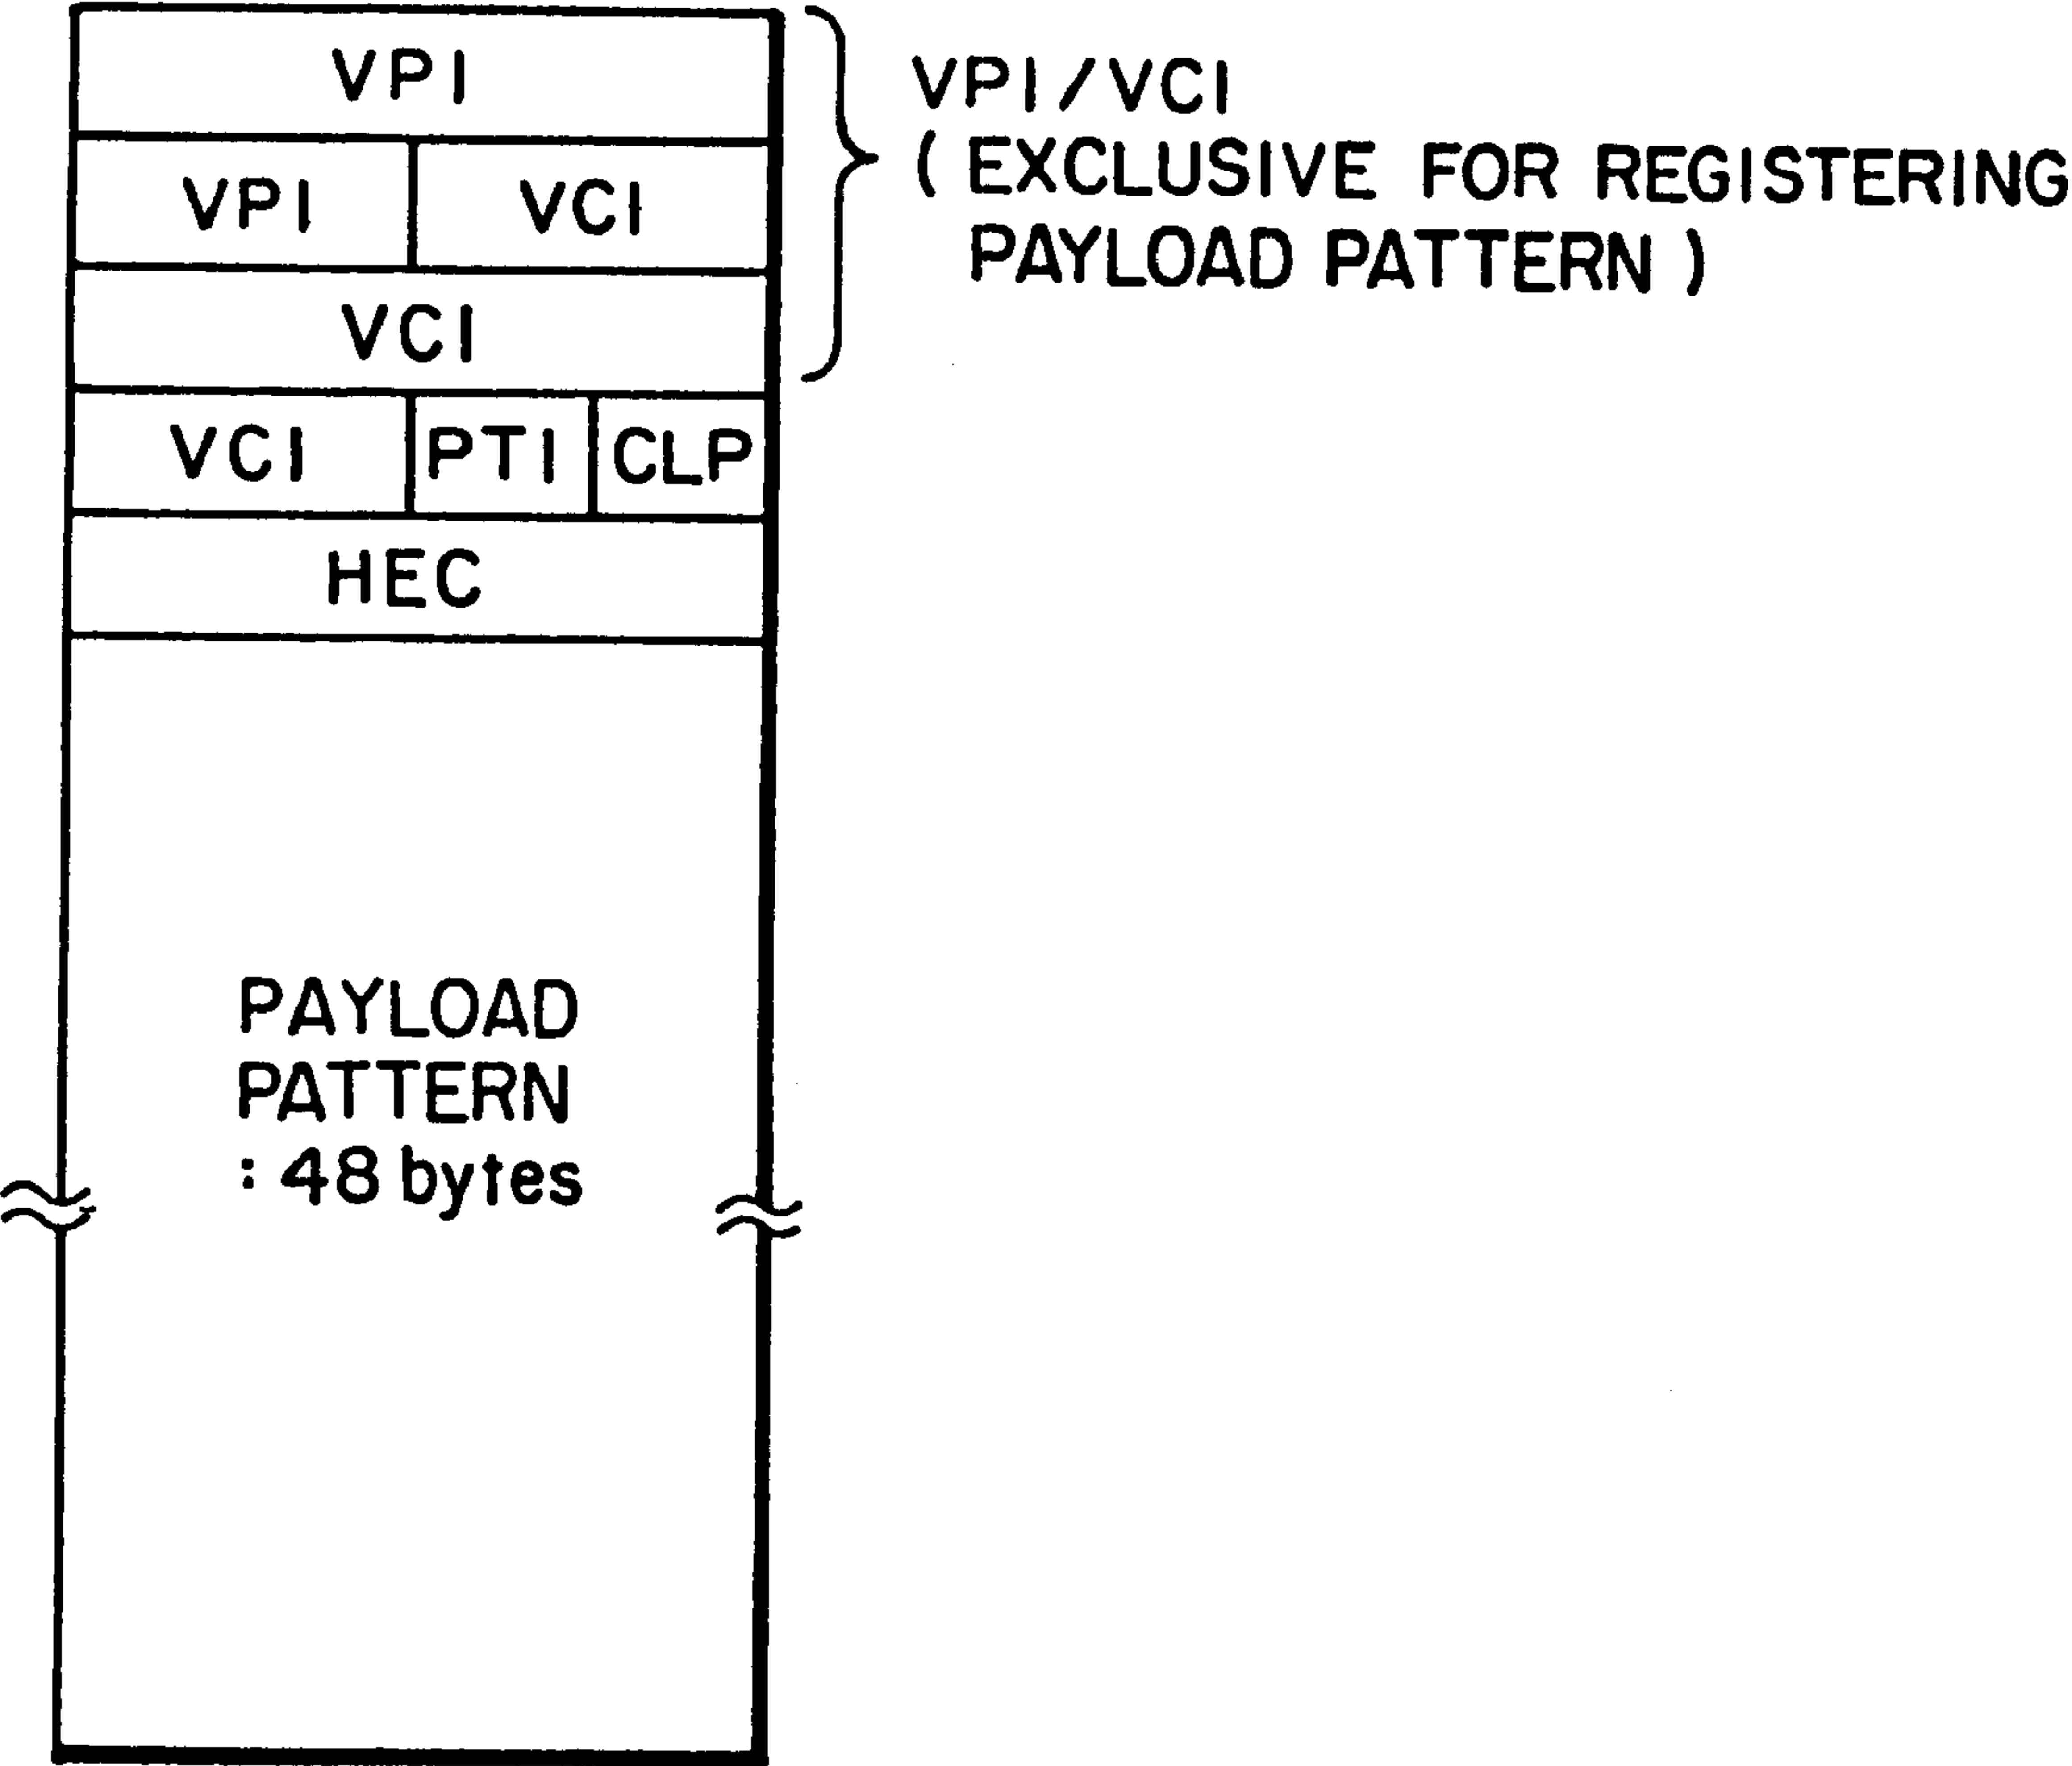 VPI
VPI VCI
VCI
VCI PTI CLP
HEC
PAYLOAD
PATTERN
: 48 bytes
VPI/VCI
( EXCLUSIVE FOR REGISTERING
PAYLOAD PATTERN )